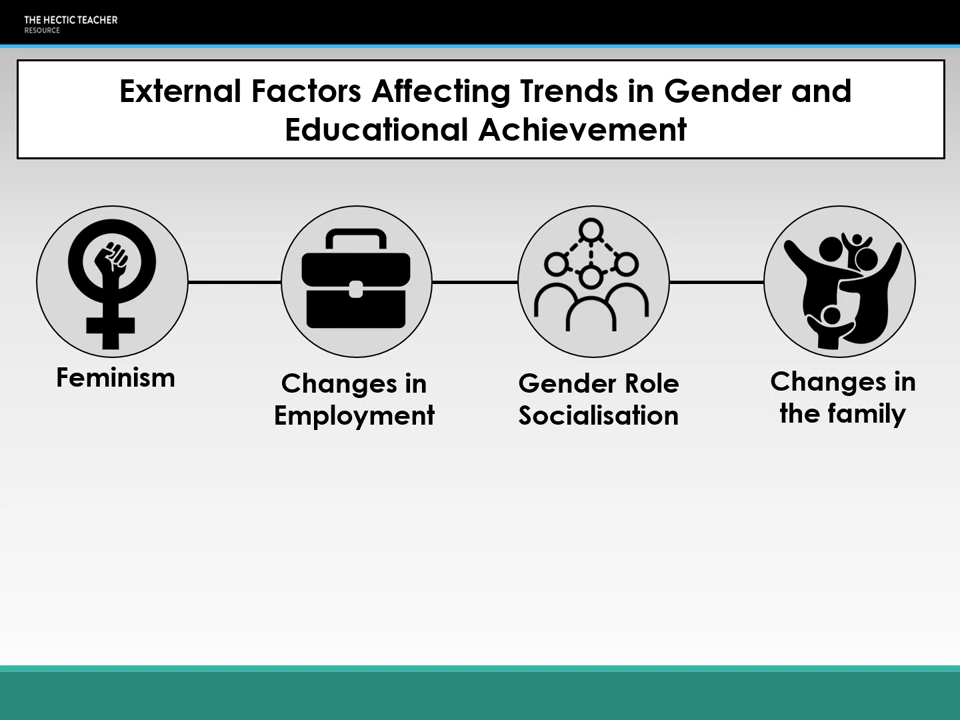 THE HECTIC TEACHER
RESOURCE
External Factors Affecting Trends in Gender and
Educational Achievement
Feminism
Changes in
Employment
Gender Role
Socialisation
Changes in
the family